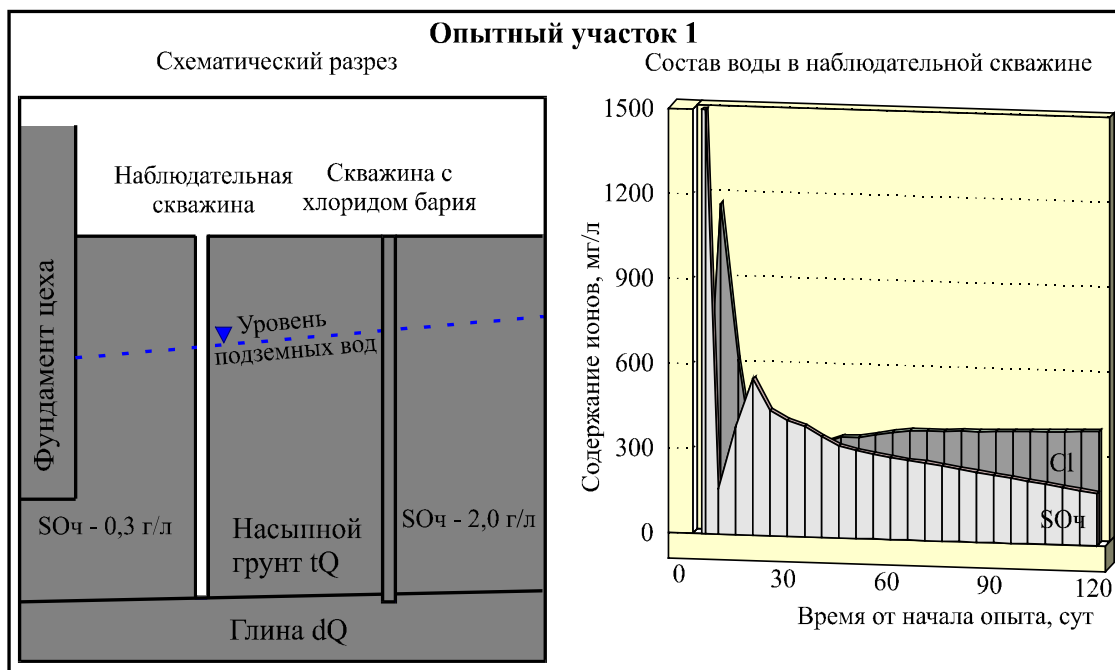 Опытный участок 1
Схематический разрез
Наблюдательная
скважина
Скважина с
хлоридом бария
Фундамент цеха
Уровень
подземных вод
SOч - 0,3 г/л
Насыпной
грунт tQ
SOч - 2,0 г/л
Глина dQ
Состав воды в наблюдательной скважине
Содержание ионов, мг/л
1500
1200
900
600
300
0
Cl
SOч
0
30
60
90
120
Время от начала опыта, сут